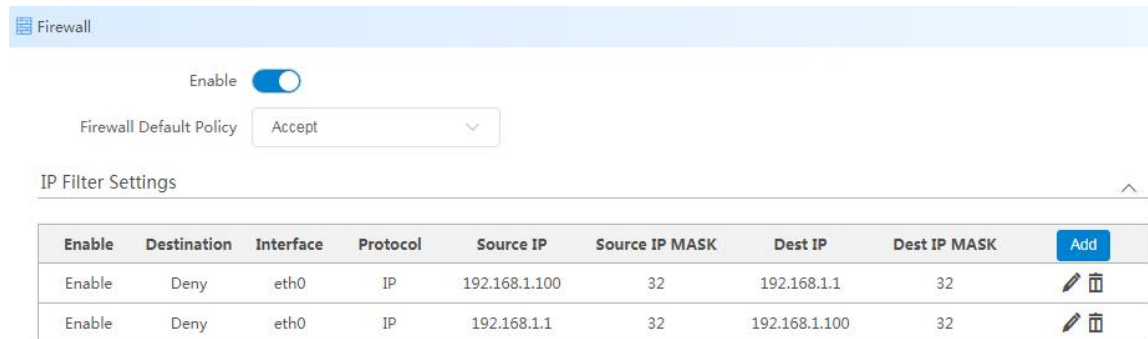 Firewall
Enable
Firewall Default Policy Accept
IP Filter Settings
Enable Destination Interface Protocol Source IP Source IP MASK Dest IP Dest IP MASK Add
Enable Deny eth0 IP 192.168.1.100 32 192.168.1.1 32
Enable Deny eth0 IP 192.168.1.1 32 192.168.1.100 32